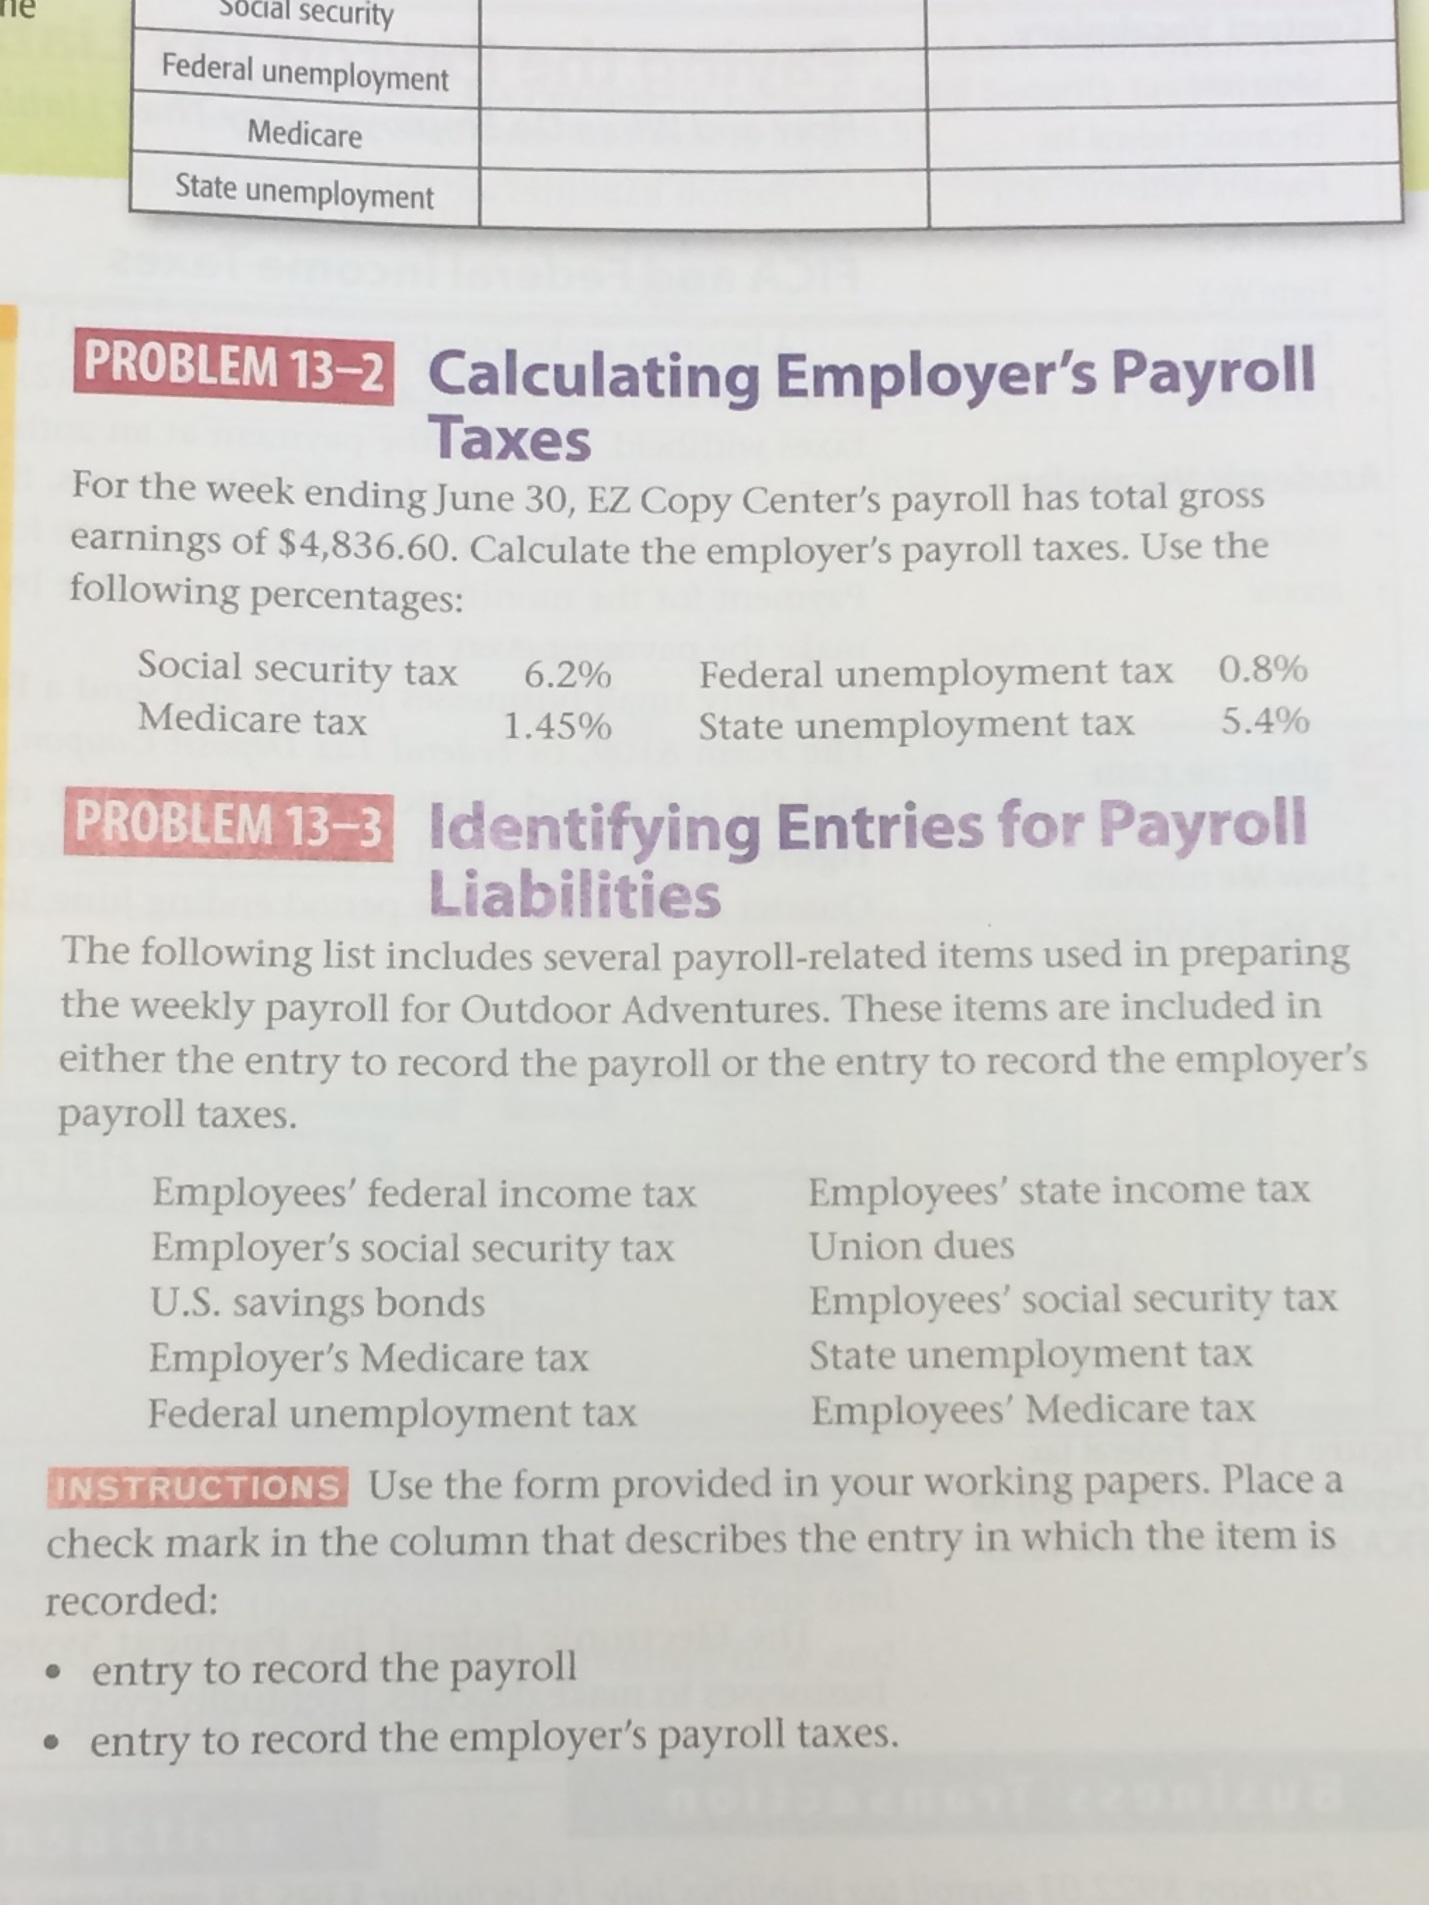 ne
Social security
Federal unemployment
Medicare
State unemployment
PROBLEM 13–2 Calculating Employer's Payroll
Taxes
For the week ending June 30, EZ Copy Center's payroll has total gross
earnings of $4,836.60. Calculate the employer's payroll taxes. Use the
following percentages:
Social security tax 6.2% Federal unemployment tax 0.8%
Medicare tax 1.45% State unemployment tax 5.4%
PROBLEM 13–3 Identifying Entries for Payroll
Liabilities
The following list includes several payroll-related items used in preparing
the weekly payroll for Outdoor Adventures. These items are included in
either the entry to record the payroll or the entry to record the employer's
payroll taxes.
Employees' federal income tax Employees' state income tax
Employer's social security tax Union dues
U.S. savings bonds Employees' social security tax
Employer's Medicare tax State unemployment tax
Federal unemployment tax Employees' Medicare tax
INSTRUCTIONS Use the form provided in your working papers. Place a
check mark in the column that describes the entry in which the item is
recorded:
• entry to record the payroll
• entry to record the employer's payroll taxes.